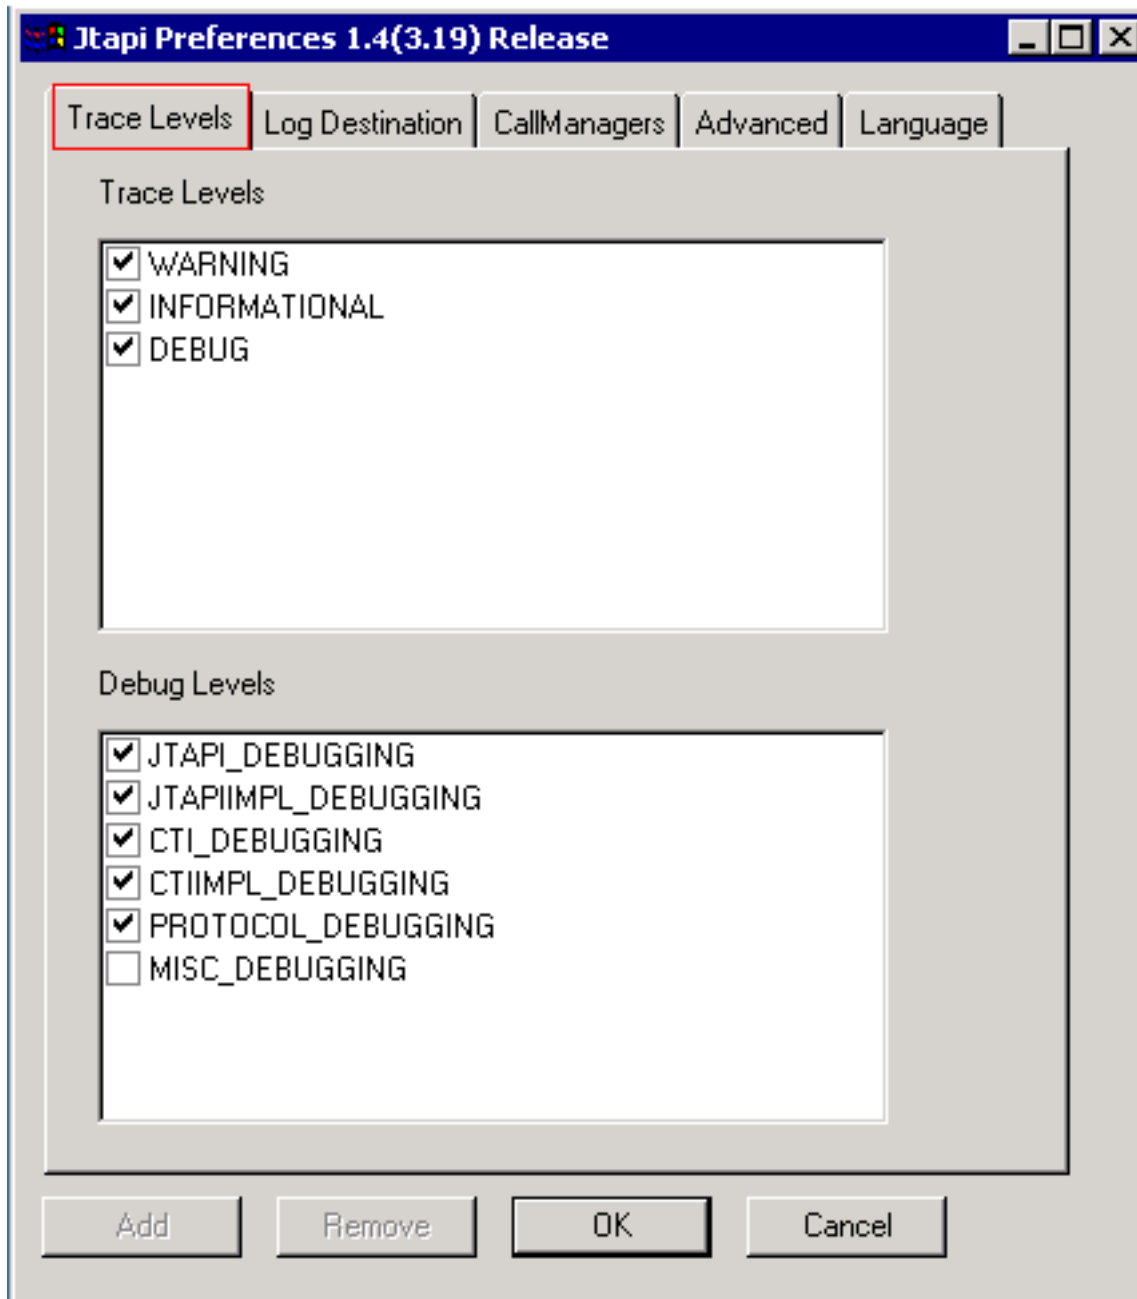 Jtapi Preferences 1.4(3.19) Release
Trace Levels Log Destination CallManagers Advanced Language
Trace Levels
WARNING
INFORMATIONAL
DEBUG
Debug Levels
JTAPI_DEBUGGING
JTAPIIMPL_DEBUGGING
CTI_DEBUGGING
CTIIMPL_DEBUGGING
PROTOCOL_DEBUGGING
MISC_DEBUGGING
Add Remove OK Cancel